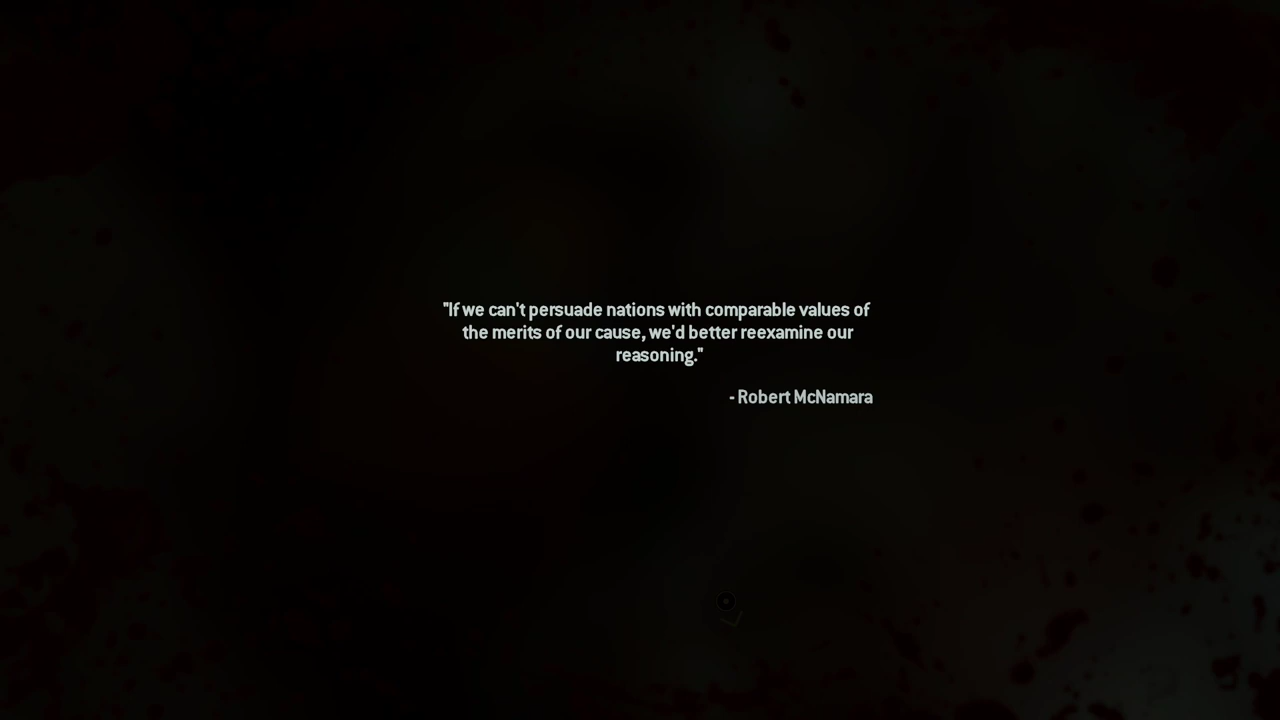 "If we can't persuade nations with comparable values of
the merits of our cause, we'd better reexamine our
reasoning."
- Robert McNamara